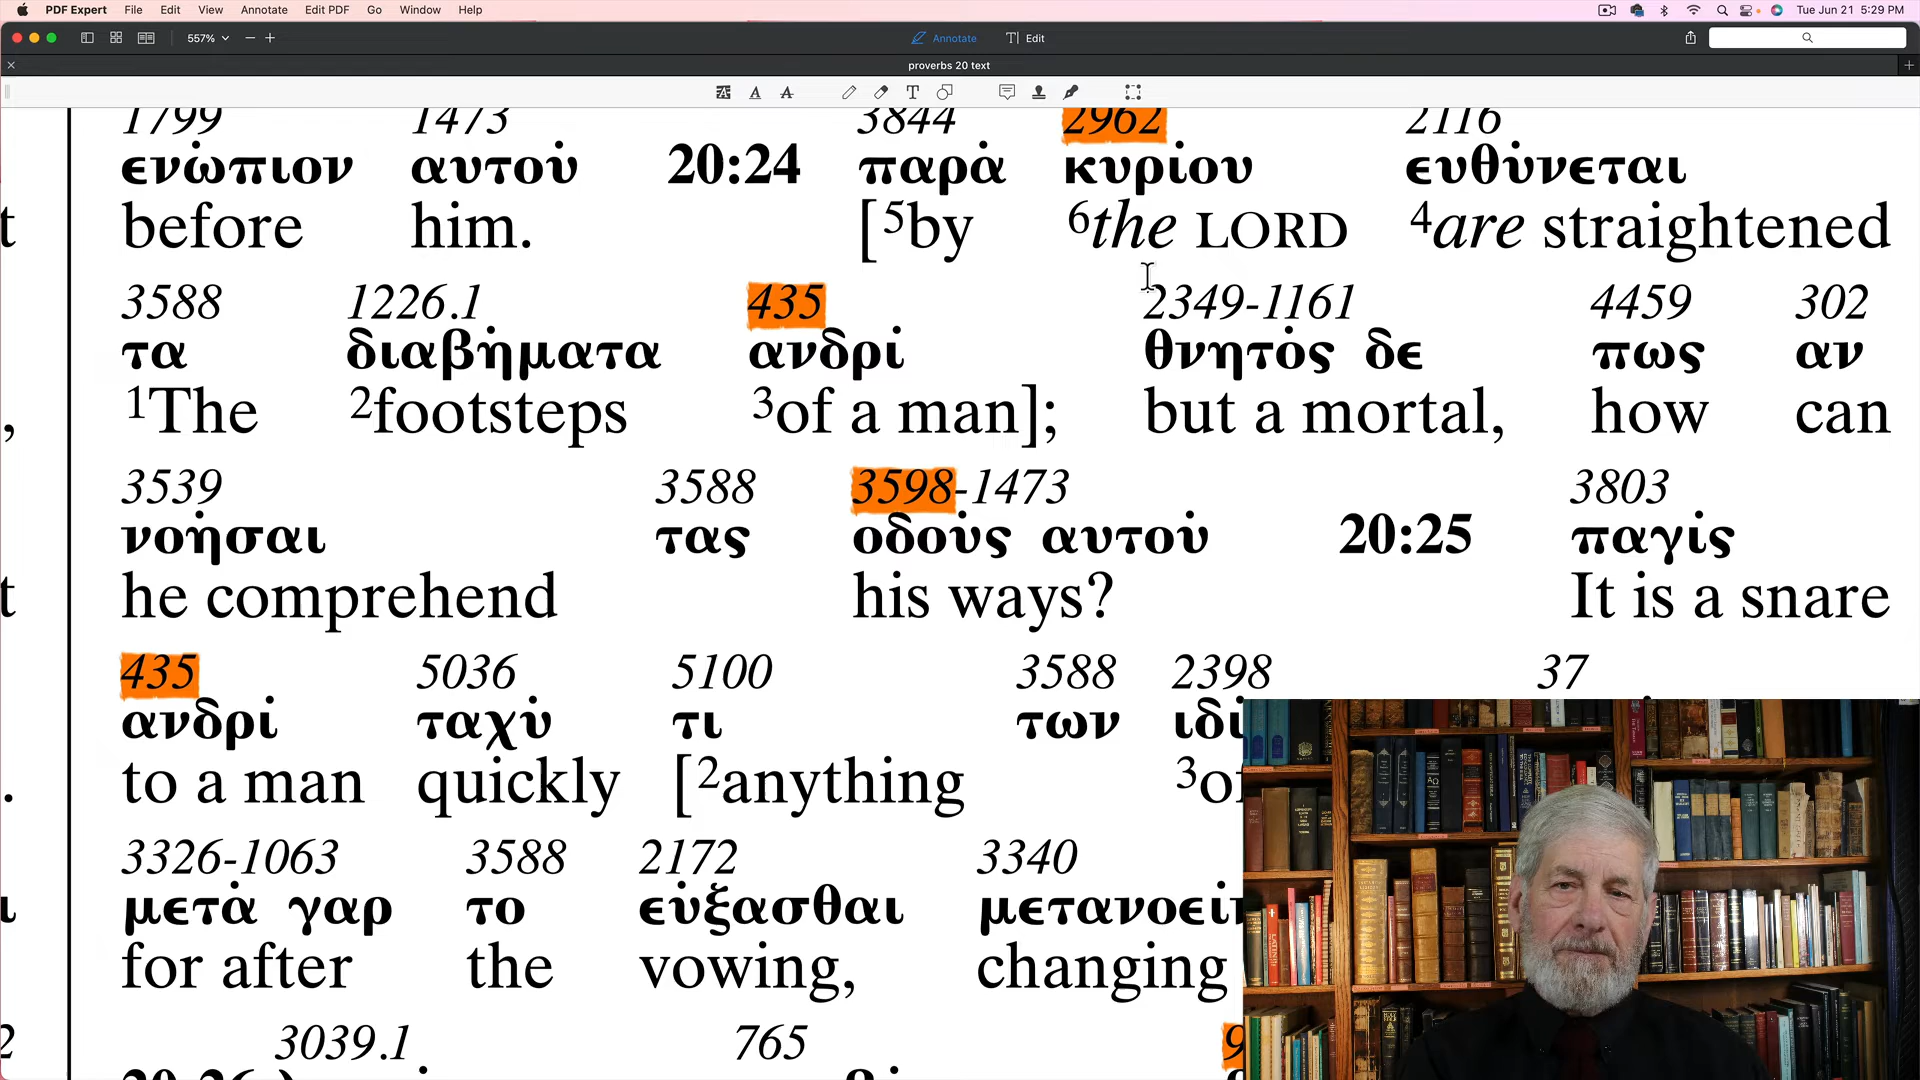 PDF Expert File Edit View Annotate Edit PDF Go Window Help Tue Jun 21 5:29 PM
557% Annotate T Edit
proverbs 20 text
1799 1473 3844 2962 2116
ενώπιον αυτού 20:24 παρά κυρίου ευθύνεται
before him. [5by 6the LORD 4are straightened
3588 1226.1 435 2349-1161 4459 302
τα διαβήματα ανδρί θνητός δε πως αν
1The 2footsteps 3of a man]; but a mortal, how can
3539 3588 3598-1473 3803
νοήσαι τας οδούς αυτού 20:25 παγίς
he comprehend his ways? It is a snare
435 5036 5100 3588 2398 37
ανδρί ταχύ τι των
to a man quickly [2anything
3326-1063 3588 2172 3340
μετά γαρ το εύξασθαι
for after the vowing, changing
3039.1 765